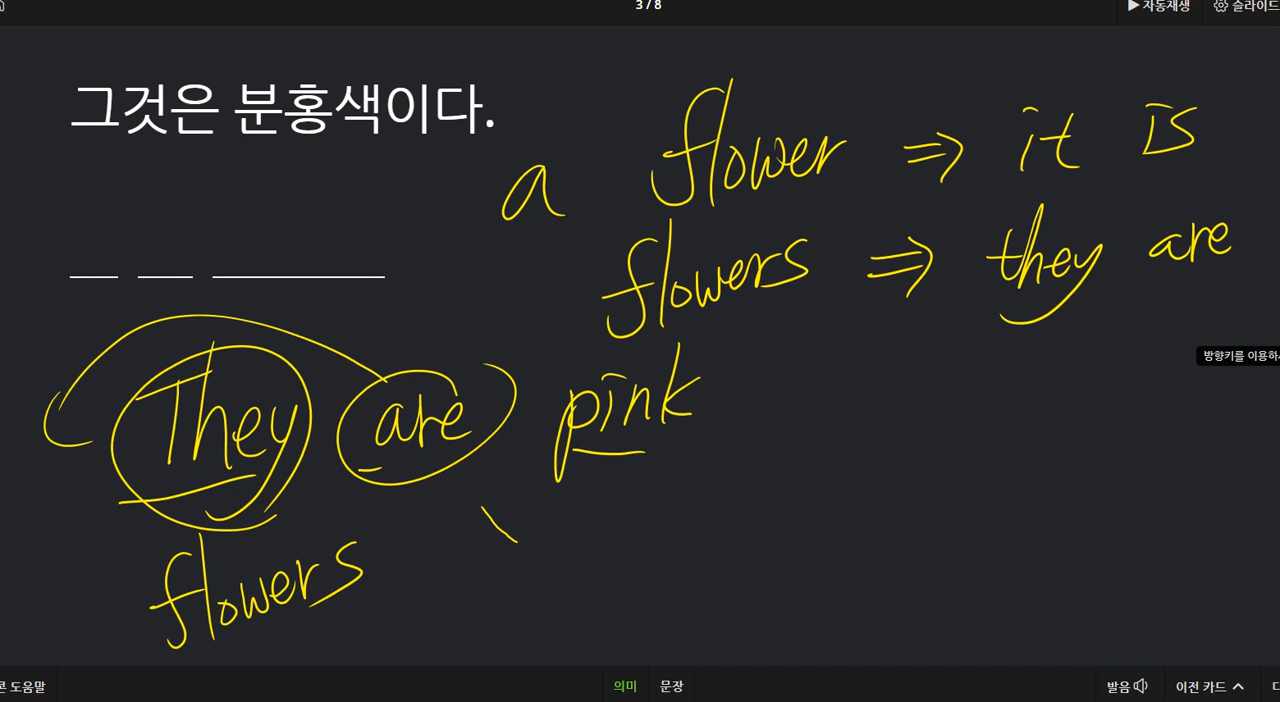 3 / 8
▶ 자동재생
슬라이드
그것은 분홍색이다.
a flower ⇒ it is
flowers ⇒ they are
방향키를 이용하
They are pink
flowers
도움말
의미
문장
발음
이전 카드